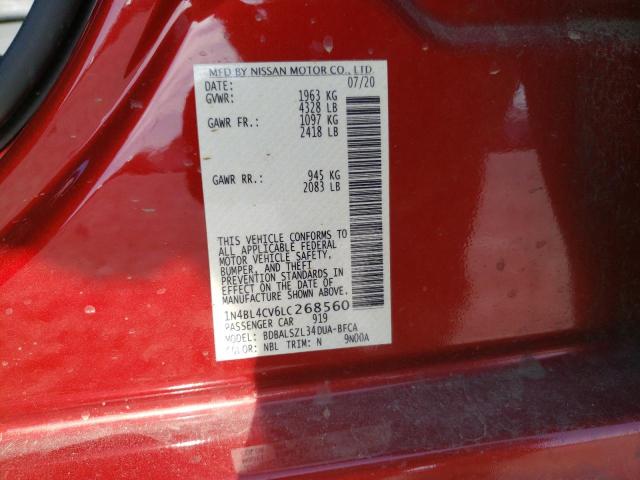 MFD BY NISSAN MOTOR CO., LTD
DATE: 07/20
GVWR: 1963 KG
4328 LB
GAWR FR.: 1097 KG
2418 LB
GAWR RR.: 945 KG
2083 LB
THIS VEHICLE CONFORMS TO
ALL APPLICABLE FEDERAL
MOTOR VEHICLE SAFETY,
BUMPER, AND THEFT
PREVENTION STANDARDS IN
EFFECT ON THE DATE OF
MANUFACTURE SHOWN ABOVE.
1N4BL4CV6LC268560
PASSENGER CAR 919
MODEL: BDBALSZL34DUA-BFCA
COLOR: NBL TRIM: N 9N00A